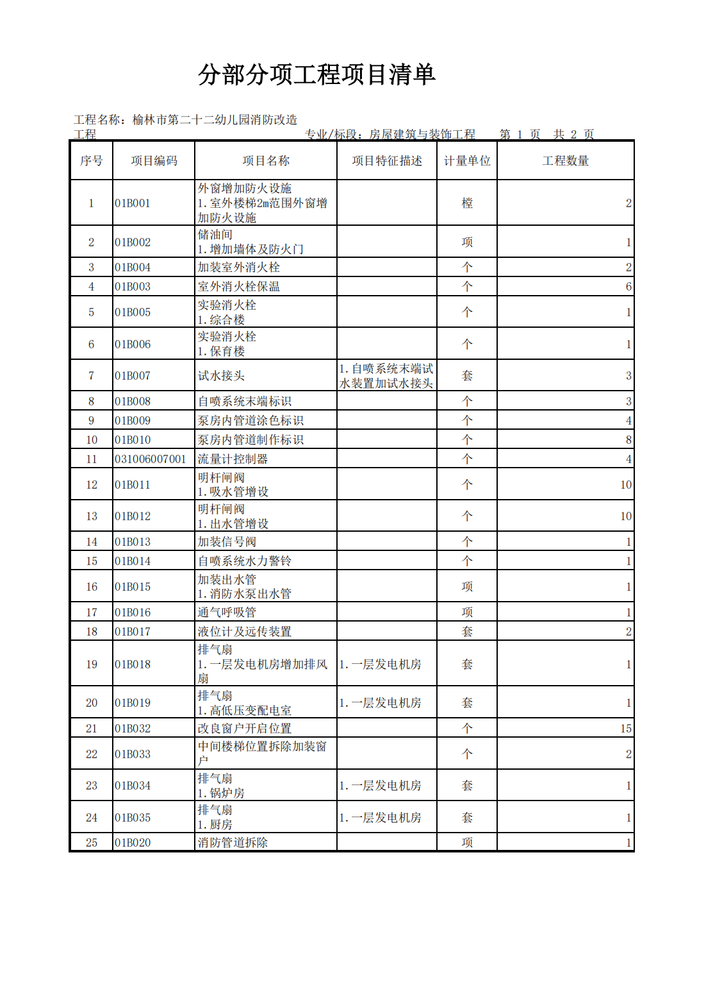 分部分项工程项目清单
工程名称：榆林市第二十二幼儿园消防改造
工程 专业/标段：房屋建筑与装饰工程 第 1 页 共 2 页
序号 项目编码 项目名称 项目特征描述 计量单位 工程数量
外窗增加防火设施
1 01B001 1.室外楼梯2m范围外窗增 樘 2
加防火设施
储油间
2 01B002 项 1
1.增加墙体及防火门
3 01B004 加装室外消火栓 个 2
4 01B003 室外消火栓保温 个 6
实验消火栓
5 01B005 个 1
1.综合楼
实验消火栓
6 01B006 个 1
1.保育楼
1.自喷系统末端试
7 01B007 试水接头 套 3
水装置加试水接头
8 01B008 自喷系统末端标识 个 3
9 01B009 泵房内管道涂色标识 个 4
10 01B010 泵房内管道制作标识 个 8
11 031006007001 流量计控制器 个 4
明杆闸阀
12 01B011 个 10
1.吸水管增设
明杆闸阀
13 01B012 个 10
1.出水管增设
14 01B013 加装信号阀 个 1
15 01B014 自喷系统水力警铃 个 1
加装出水管
16 01B015 项 1
1.消防水泵出水管
17 01B016 通气呼吸管 项 1
18 01B017 液位计及远传装置 套 2
排气扇
19 01B018 1.一层发电机房增加排风 1.一层发电机房 套 1
扇
排气扇
20 01B019 1.一层发电机房 套 1
1.高低压变配电室
21 01B032 改良窗户开启位置 个 15
中间楼梯位置拆除加装窗
22 01B033 个 2
户
排气扇
23 01B034 1.一层发电机房 套 1
1.锅炉房
排气扇
24 01B035 1.一层发电机房 套 1
1.厨房
25 01B020 消防管道拆除 项 1